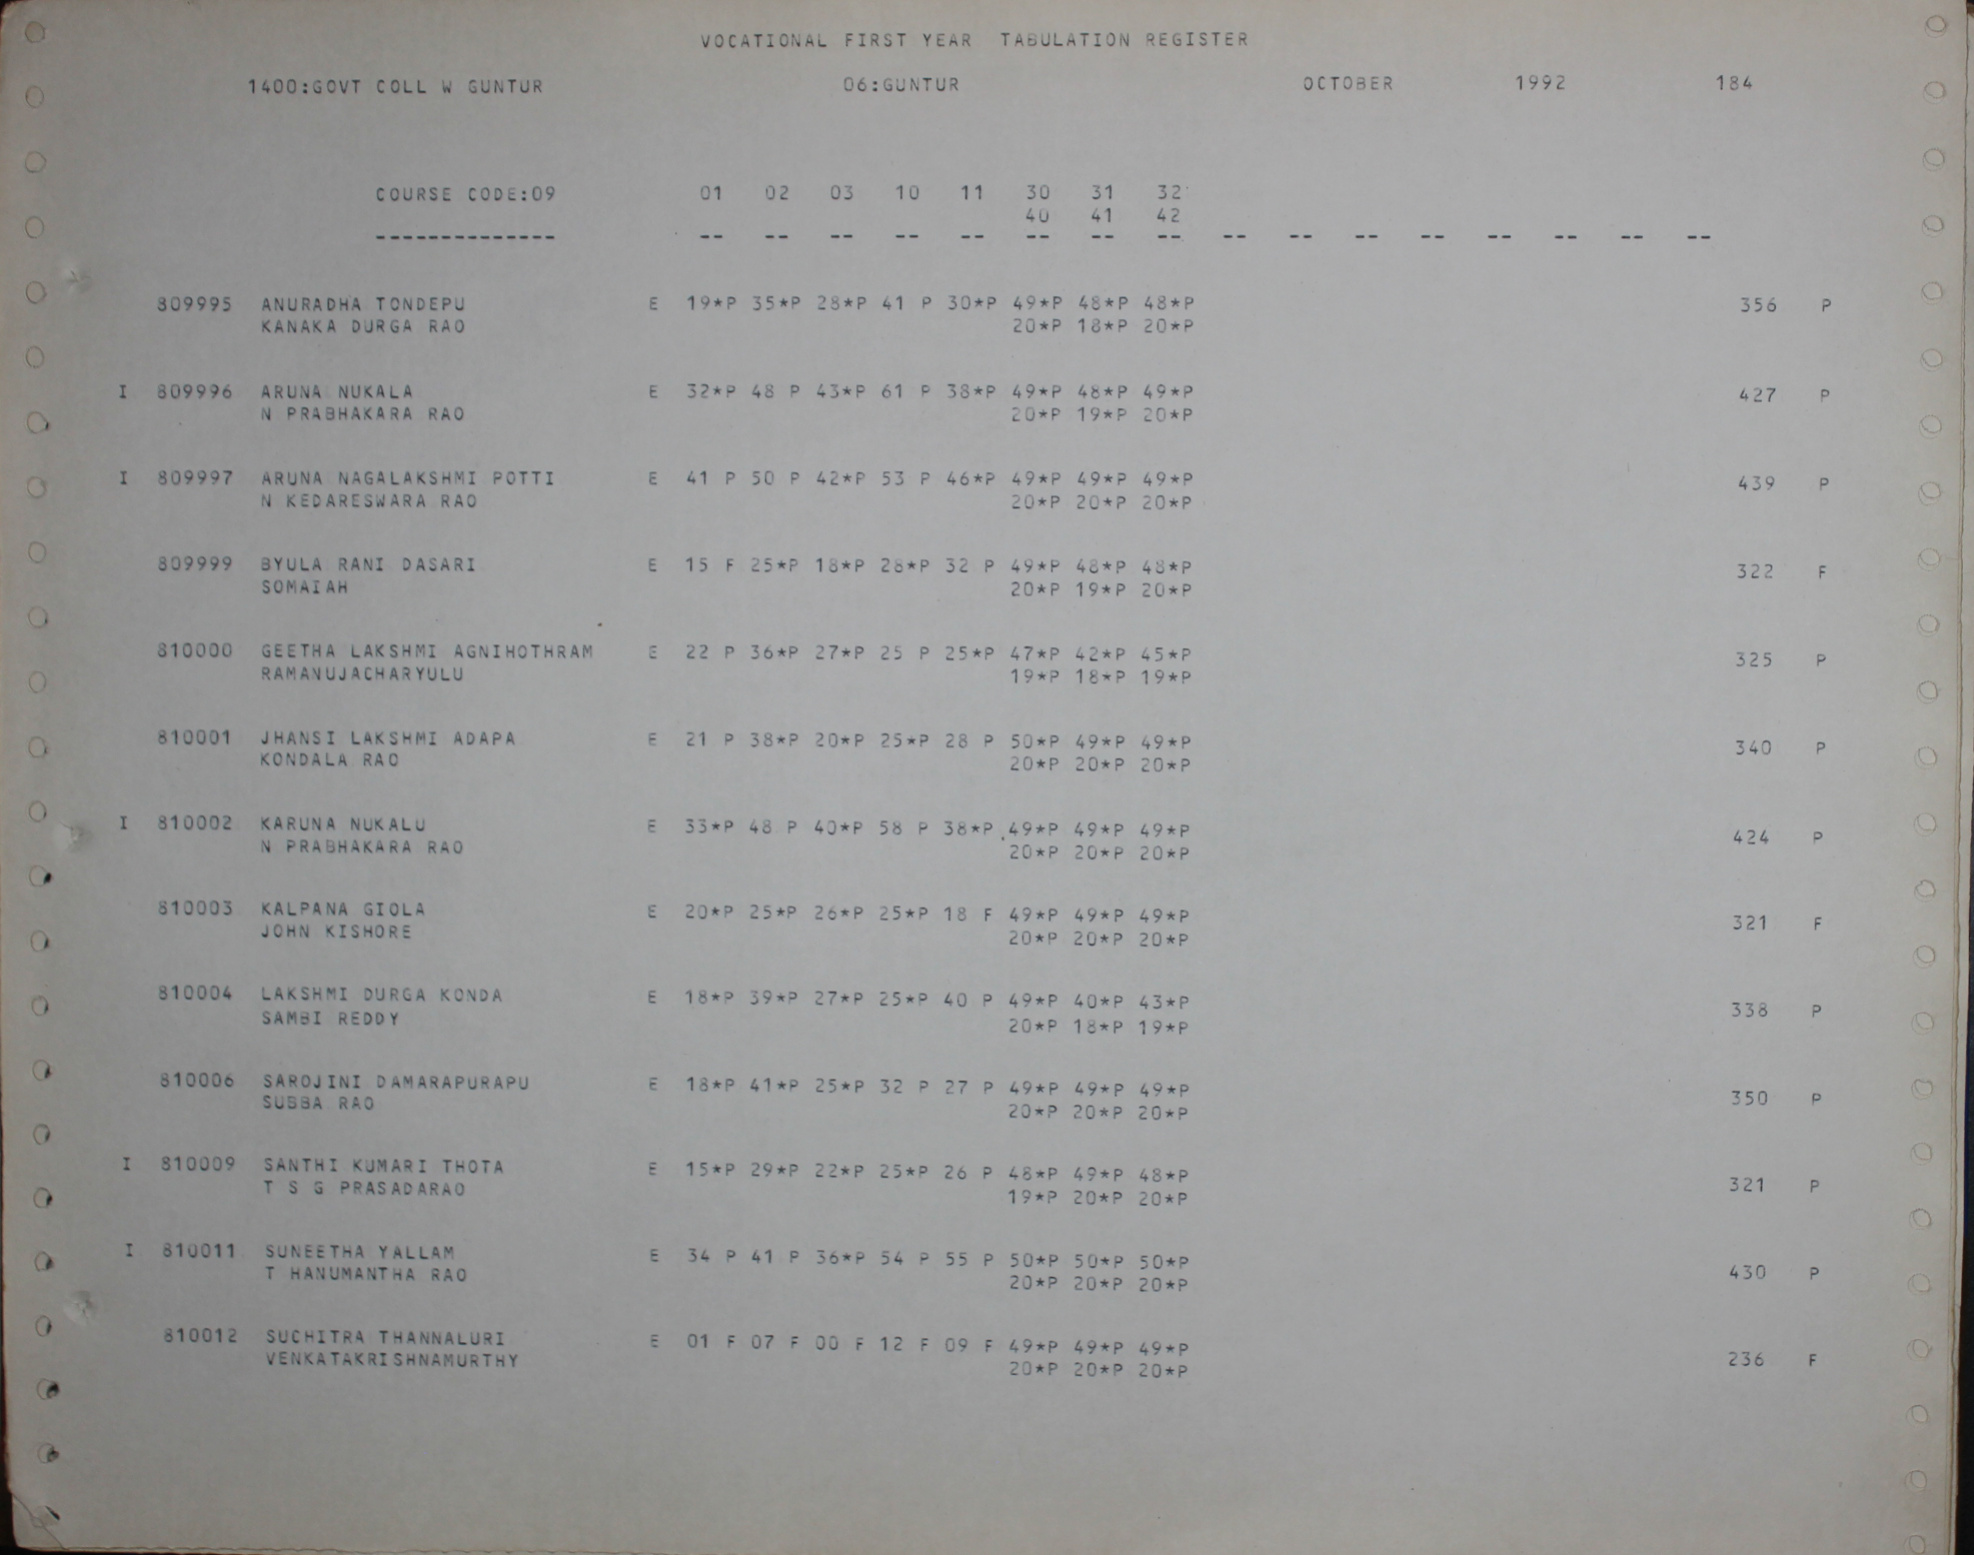 VOCATIONAL FIRST YEAR TABULATION REGISTER
1400:GOVT COLL W GUNTUR 06:GUNTUR OCTOBER 1992 184
COURSE CODE:09 01 02 03 10 11 30 31 32
40 41 42
-------------- -- -- -- -- -- -- -- -- -- -- -- -- -- -- -- --
809995 ANURADHA TONDEPU E 19*P 35*P 28*P 41 P 30*P 49*P 48*P 48*P 356 P
KANAKA DURGA RAO 20*P 18*P 20*P
I 809996 ARUNA NUKALA E 32*P 48 P 43*P 61 P 38*P 49*P 48*P 49*P 427 P
N PRABHAKARA RAO 20*P 19*P 20*P
I 809997 ARUNA NAGALAKSHMI POTTI E 41 P 50 P 42*P 53 P 46*P 49*P 49*P 49*P 439 P
N KEDARESWARA RAO 20*P 20*P 20*P
809999 BYULA RANI DASARI E 15 F 25*P 18*P 28*P 32 P 49*P 48*P 48*P 322 F
SOMAIAH 20*P 19*P 20*P
810000 GEETHA LAKSHMI AGNIHOTHRAM E 22 P 36*P 27*P 25 P 25*P 47*P 42*P 45*P 325 P
RAMANUJACHARYULU 19*P 18*P 19*P
810001 JHANSI LAKSHMI ADAPA E 21 P 38*P 20*P 25*P 28 P 50*P 49*P 49*P 340 P
KONDALA RAO 20*P 20*P 20*P
I 810002 KARUNA NUKALU E 33*P 48 P 40*P 58 P 38*P 49*P 49*P 49*P 424 P
N PRABHAKARA RAO 20*P 20*P 20*P
810003 KALPANA GIOLA E 20*P 25*P 26*P 25*P 18 F 49*P 49*P 49*P 321 F
JOHN KISHORE 20*P 20*P 20*P
810004 LAKSHMI DURGA KONDA E 18*P 39*P 27*P 25*P 40 P 49*P 40*P 43*P 338 P
SAMBI REDDY 20*P 18*P 19*P
810006 SAROJINI DAMARAPURAPU E 18*P 41*P 25*P 32 P 27 P 49*P 49*P 49*P 350 P
SUBBA RAO 20*P 20*P 20*P
I 810009 SANTHI KUMARI THOTA E 15*P 29*P 22*P 25*P 26 P 48*P 49*P 48*P 321 P
T S G PRASADARAO 19*P 20*P 20*P
I 810011 SUNEETHA YALLAM E 34 P 41 P 36*P 54 P 55 P 50*P 50*P 50*P 430 P
T HANUMANTHA RAO 20*P 20*P 20*P
810012 SUCHITRA THANNALURI E 01 F 07 F 00 F 12 F 09 F 49*P 49*P 49*P 236 F
VENKATAKRISHNAMURTHY 20*P 20*P 20*P